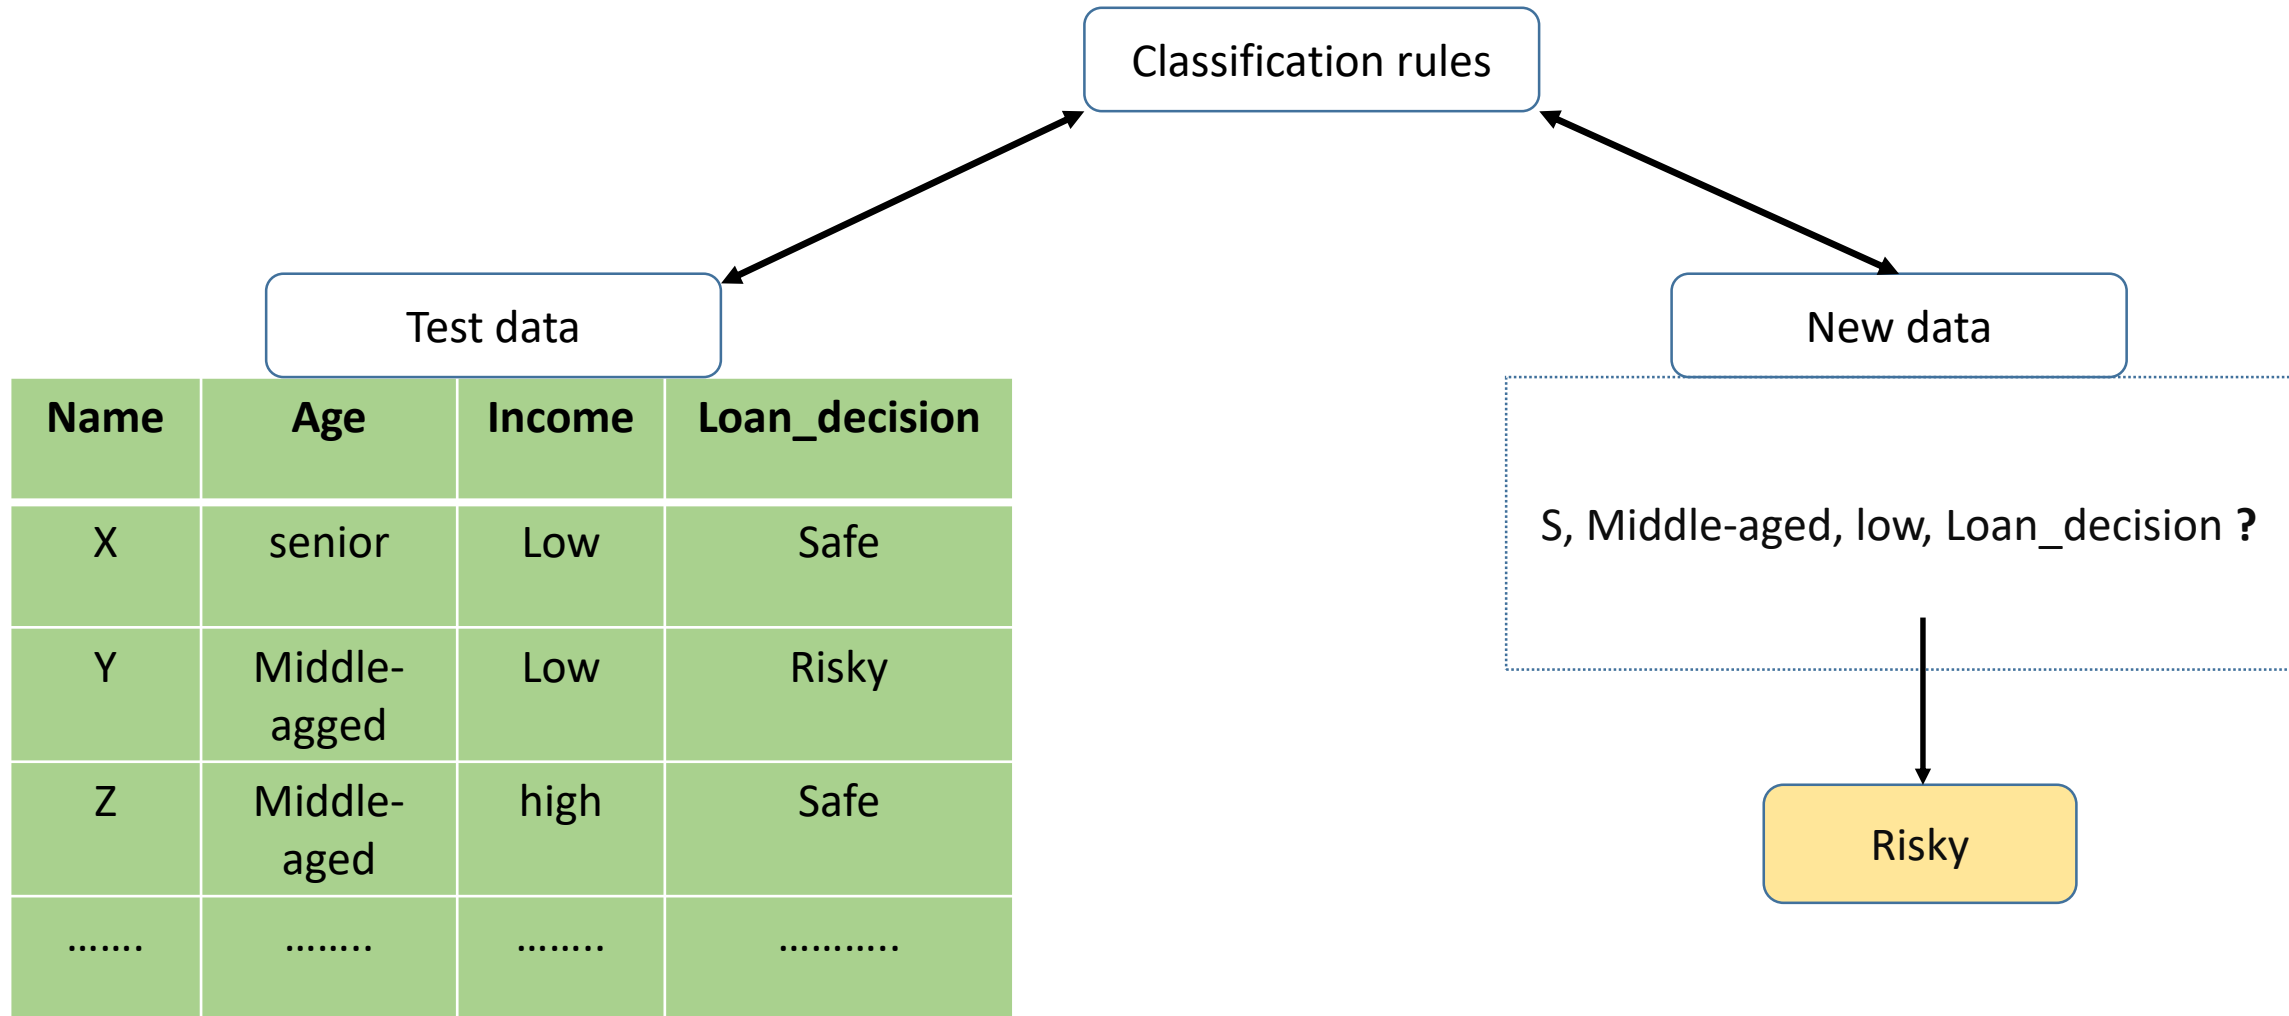 Classification rules
Test data
New data
Name Age Income Loan_decision
X senior Low Safe
Y Middle- Low Risky
agged
Z Middle- high Safe
aged
....... ........ ........ ...........
S, Middle-aged, low, Loan_decision ?
Risky